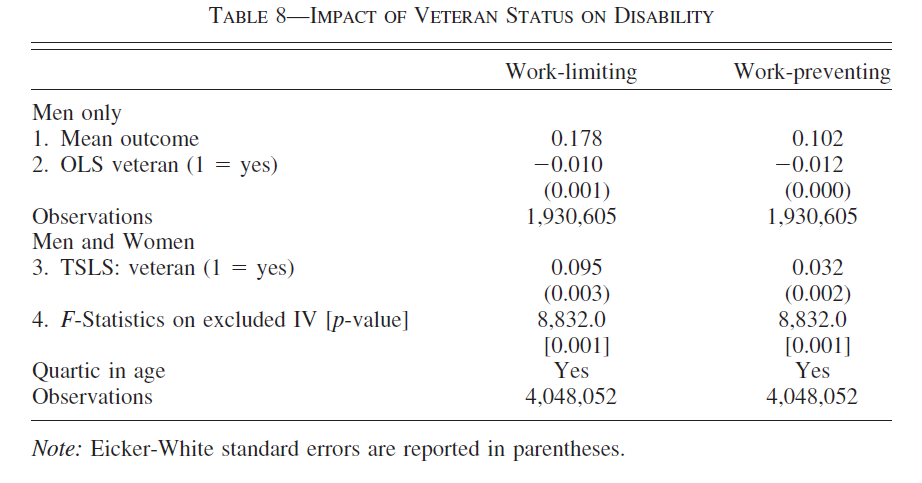 TABLE 8—IMPACT OF VETERAN STATUS ON DISABILITY
Work-limiting Work-preventing
Men only
1. Mean outcome 0.178 0.102
2. OLS veteran (1 = yes) −0.010 −0.012
(0.001) (0.000)
Observations 1,930,605 1,930,605
Men and Women
3. TSLS: veteran (1 = yes) 0.095 0.032
(0.003) (0.002)
4. F-Statistics on excluded IV [p-value] 8,832.0 8,832.0
[0.001] [0.001]
Quartic in age Yes Yes
Observations 4,048,052 4,048,052
Note: Eicker-White standard errors are reported in parentheses.